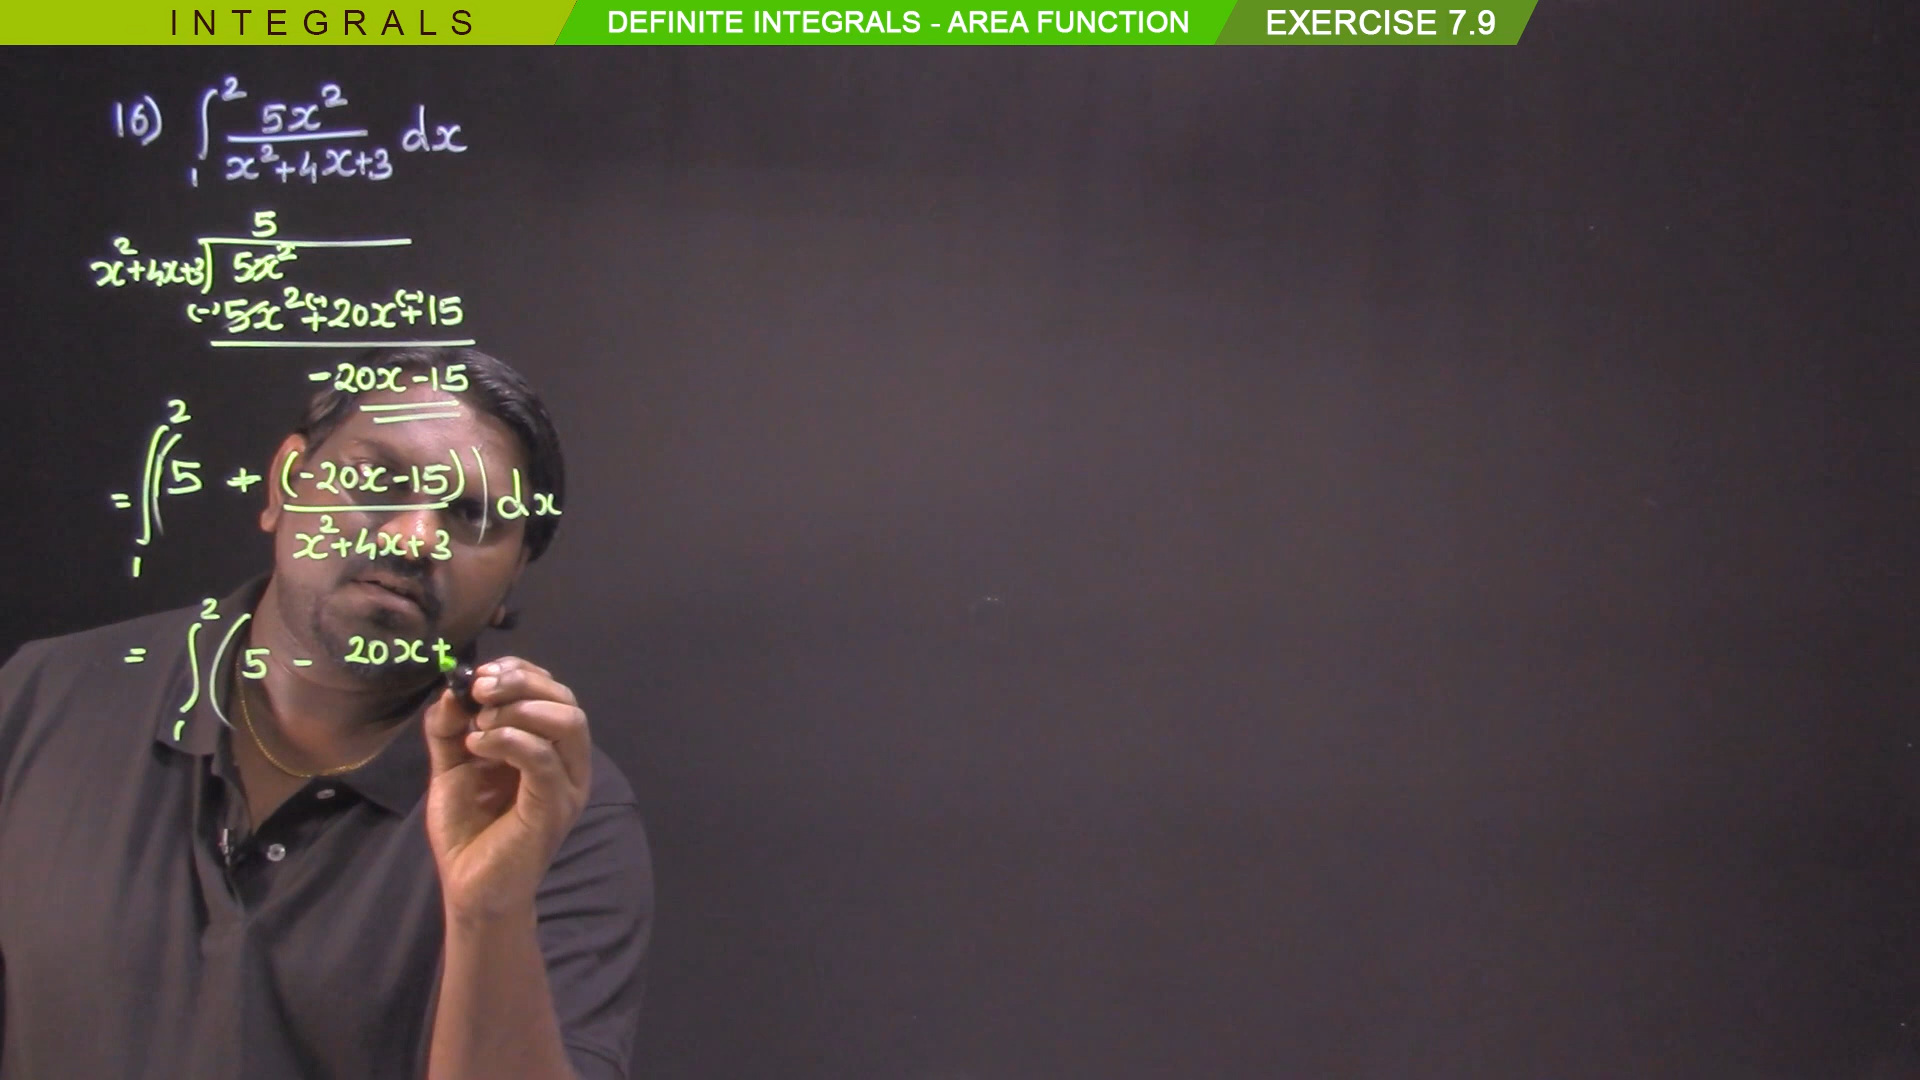 INTEGRALS DEFINITE INTEGRALS - AREA FUNCTION EXERCISE 7.9
16) ∫₁² 5x²/(x²+4x+3) dx
5
x²+4x+3) 5x²
(-)5x²(-)+20x(-)+15
-20x-15
= ∫₁² (5 + (-20x-15)/(x²+4x+3)) dx
= ∫₁² (5 - 20x+